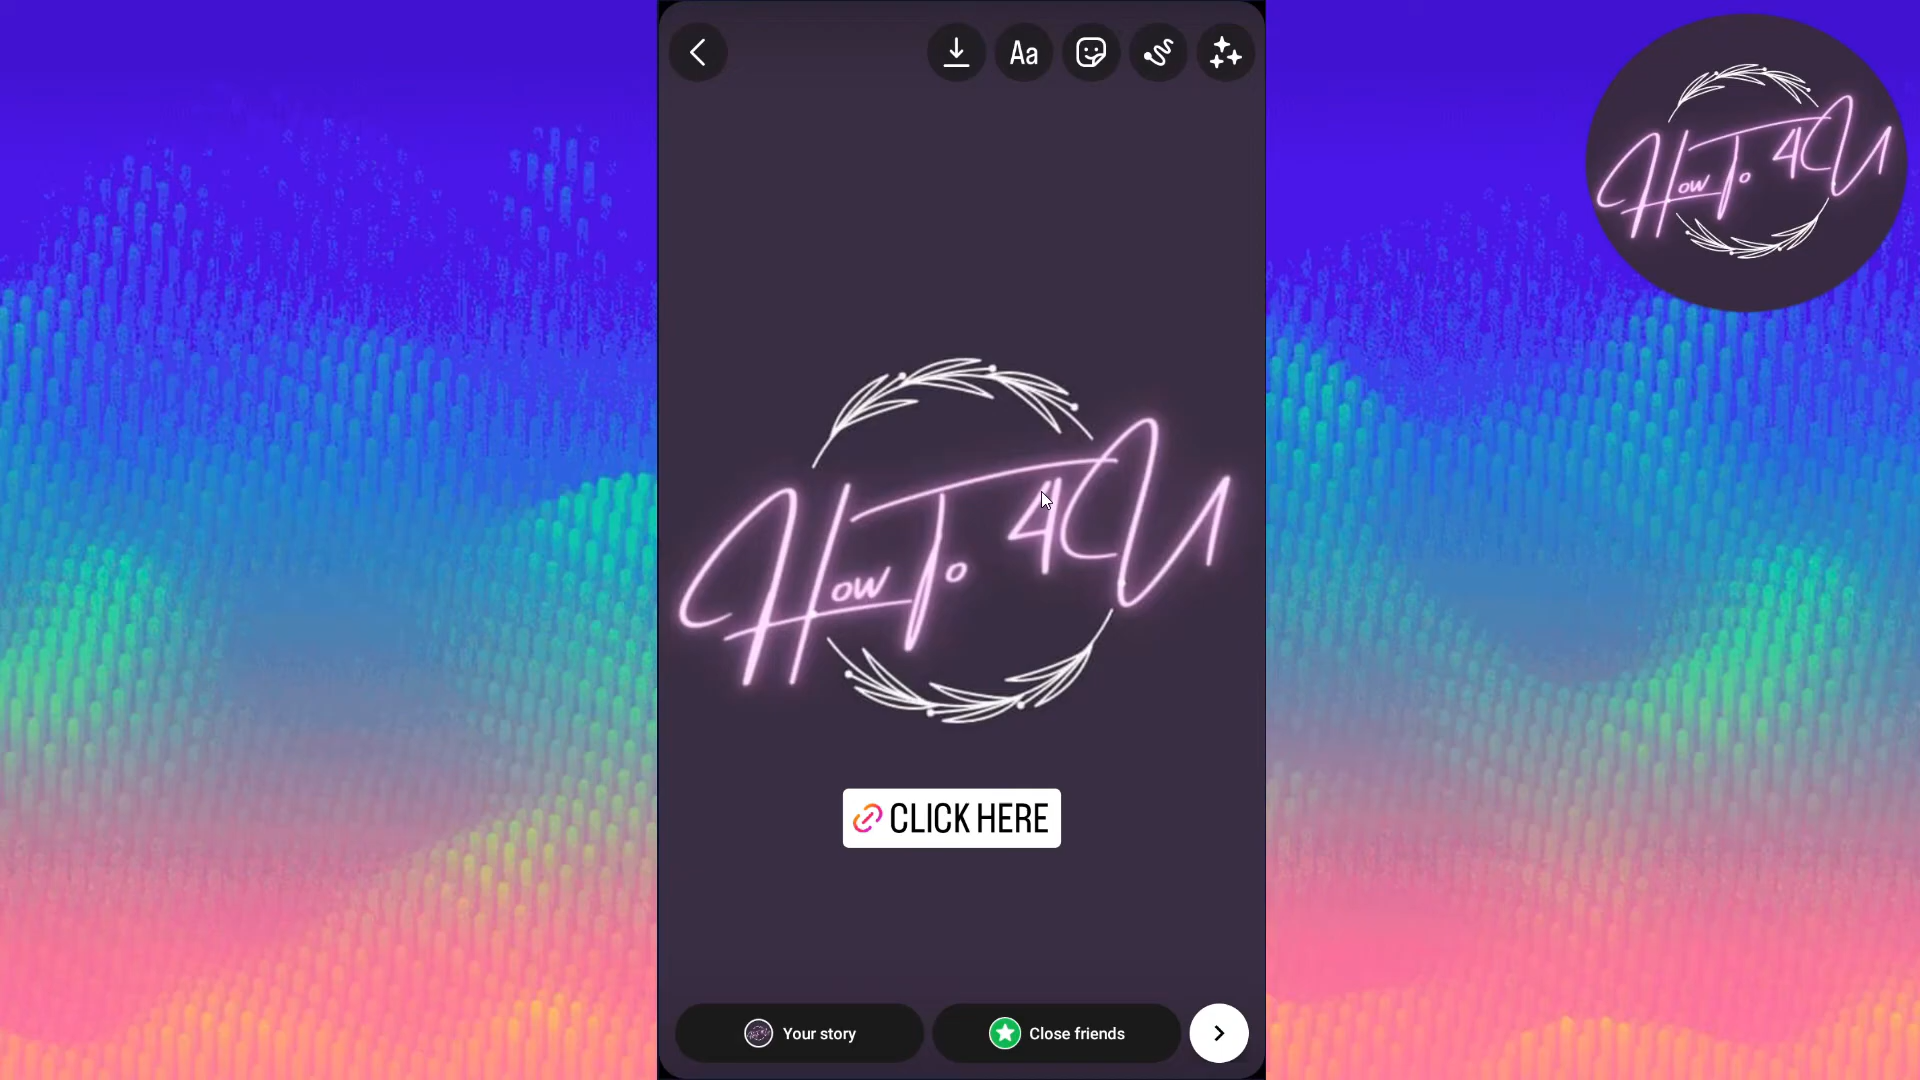 Aa
How To 4U
How To 4U
CLICK HERE
Your story
Close friends